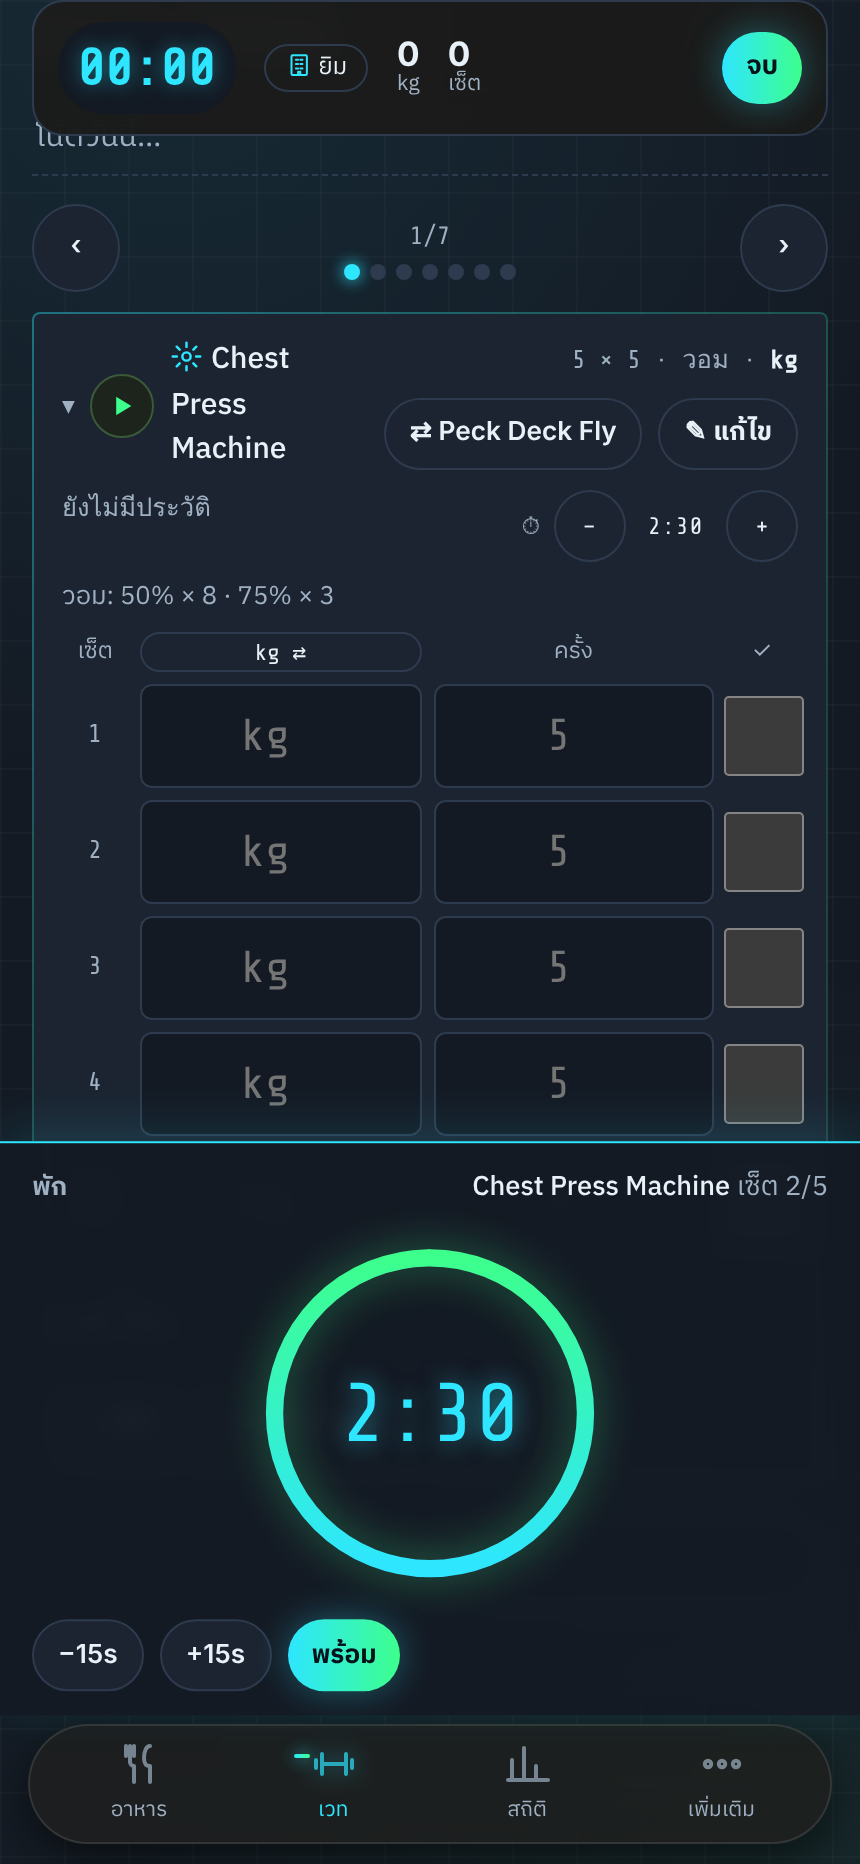 00:00
ยิม
0 0
kg เซ็ต
จบ
1/7
Chest Press Machine
5 × 5 · วอม · kg
⇄ Peck Deck Fly
✎ แก้ไข
ยังไม่มีประวัติ
− 2:30 +
วอม: 50% × 8 · 75% × 3
เซ็ต kg ⇄ ครั้ง ✓
1 kg 5
2 kg 5
3 kg 5
4 kg 5
พัก
Chest Press Machine เซ็ต 2/5
2:30
−15s +15s พร้อม
อาหาร เวท สถิติ เพิ่มเติม